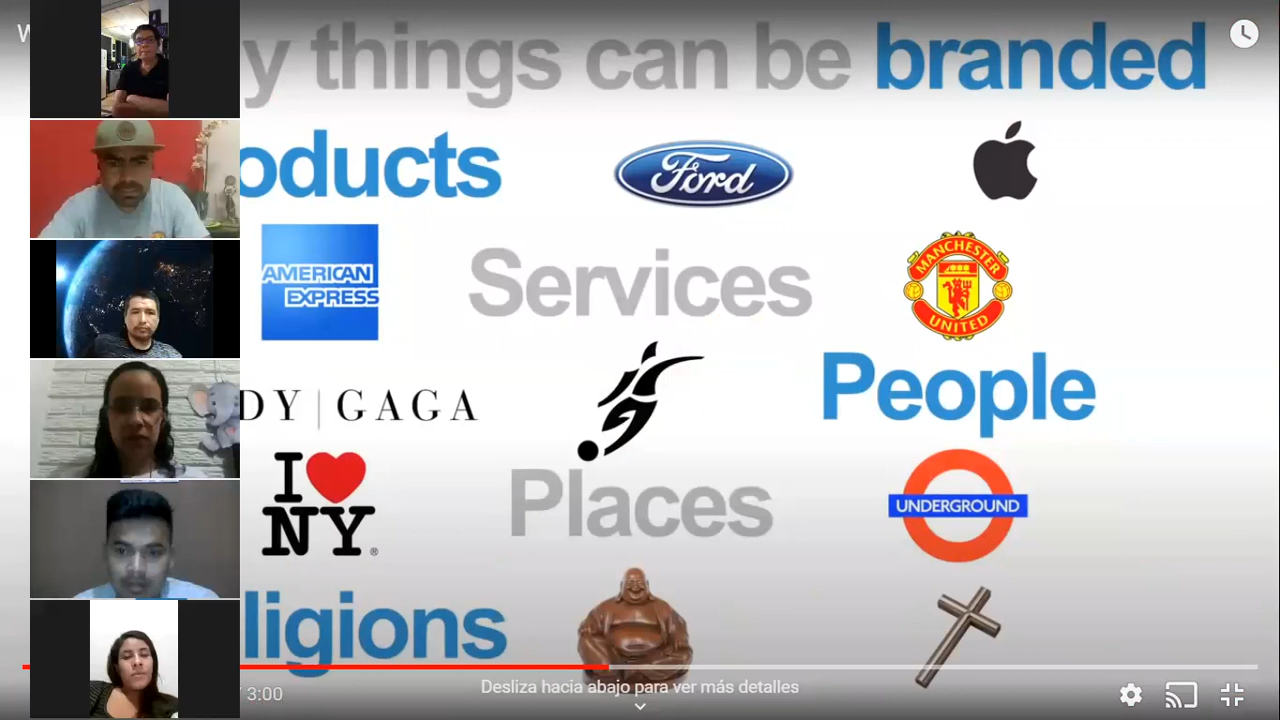 W
y things can be branded
oducts
Ford
AMERICAN
EXPRESS
Services
MANCHESTER
UNITED
DY | GAGA
People
I ❤
NY®
Places
UNDERGROUND
ligions
/ 3:00
Desliza hacia abajo para ver más detalles